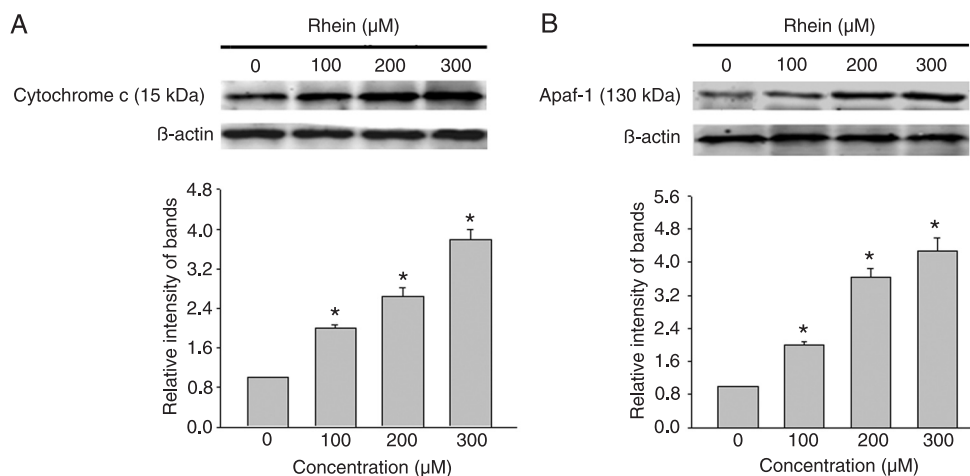 A
Rhein (µM)
0 100 200 300
Cytochrome c (15 kDa)
ß-actin
4.8
4.0
3.2
2.4
1.6
0.8
0.0
Relative intensity of bands
* * *
0 100 200 300
Concentration (µM)
B
Rhein (µM)
0 100 200 300
Apaf-1 (130 kDa)
ß-actin
5.6
4.8
4.0
3.2
2.4
1.6
0.8
0.0
Relative intensity of bands
* * *
0 100 200 300
Concentration (µM)